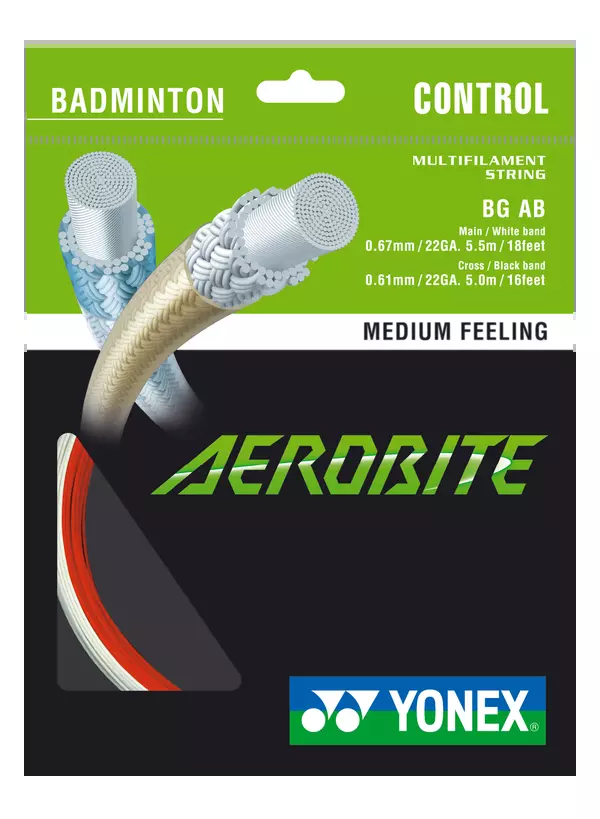 BADMINTON
CONTROL
MULTIFILAMENT
STRING
BG AB
Main / White band
0.67mm / 22GA. 5.5m / 18feet
Cross / Black band
0.61mm / 22GA. 5.0m / 16feet
MEDIUM FEELING
AEROBITE
YONEX®